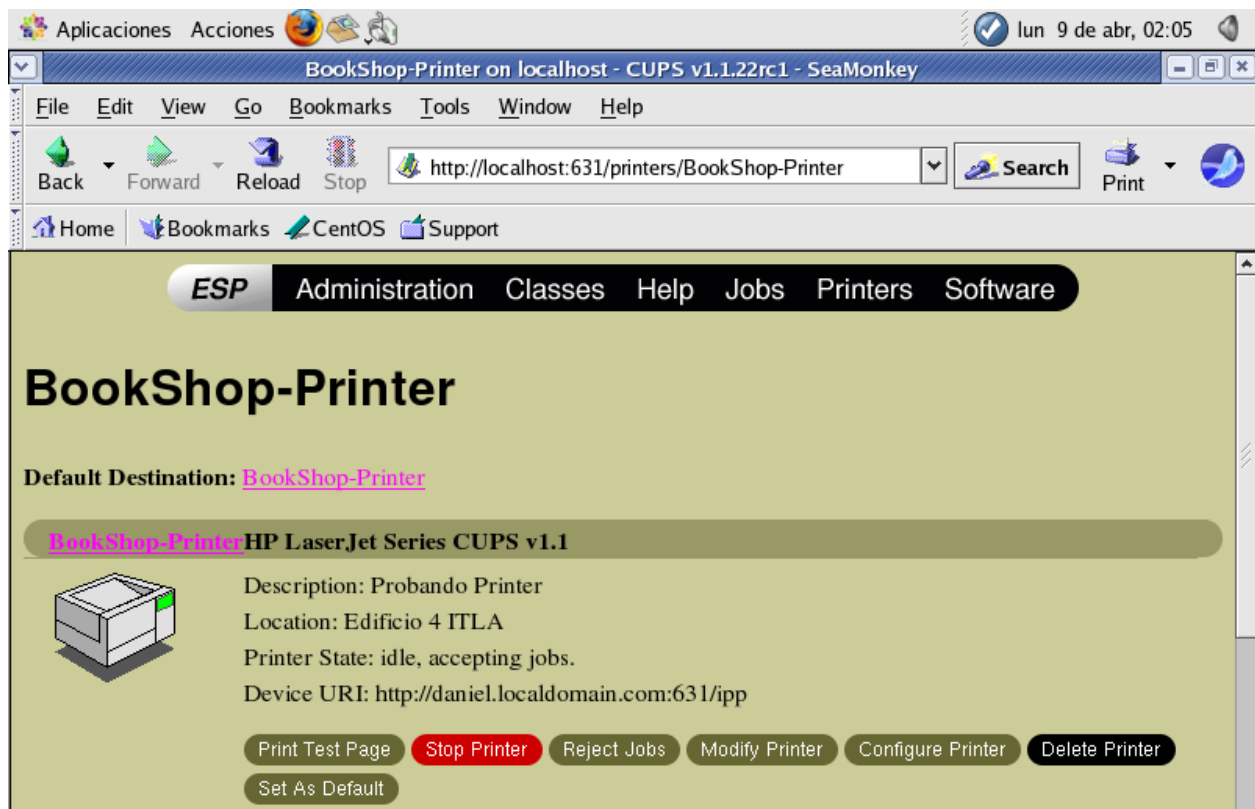 Aplicaciones Acciones lun 9 de abr, 02:05
BookShop-Printer on localhost - CUPS v1.1.22rc1 - SeaMonkey
File Edit View Go Bookmarks Tools Window Help
Back Forward Reload Stop http://localhost:631/printers/BookShop-Printer Search Print
Home Bookmarks CentOS Support
ESP Administration Classes Help Jobs Printers Software
BookShop-Printer
Default Destination: BookShop-Printer
BookShop-Printer HP LaserJet Series CUPS v1.1
Description: Probando Printer
Location: Edificio 4 ITLA
Printer State: idle, accepting jobs.
Device URI: http://daniel.localdomain.com:631/ipp
Print Test Page Stop Printer Reject Jobs Modify Printer Configure Printer Delete Printer
Set As Default